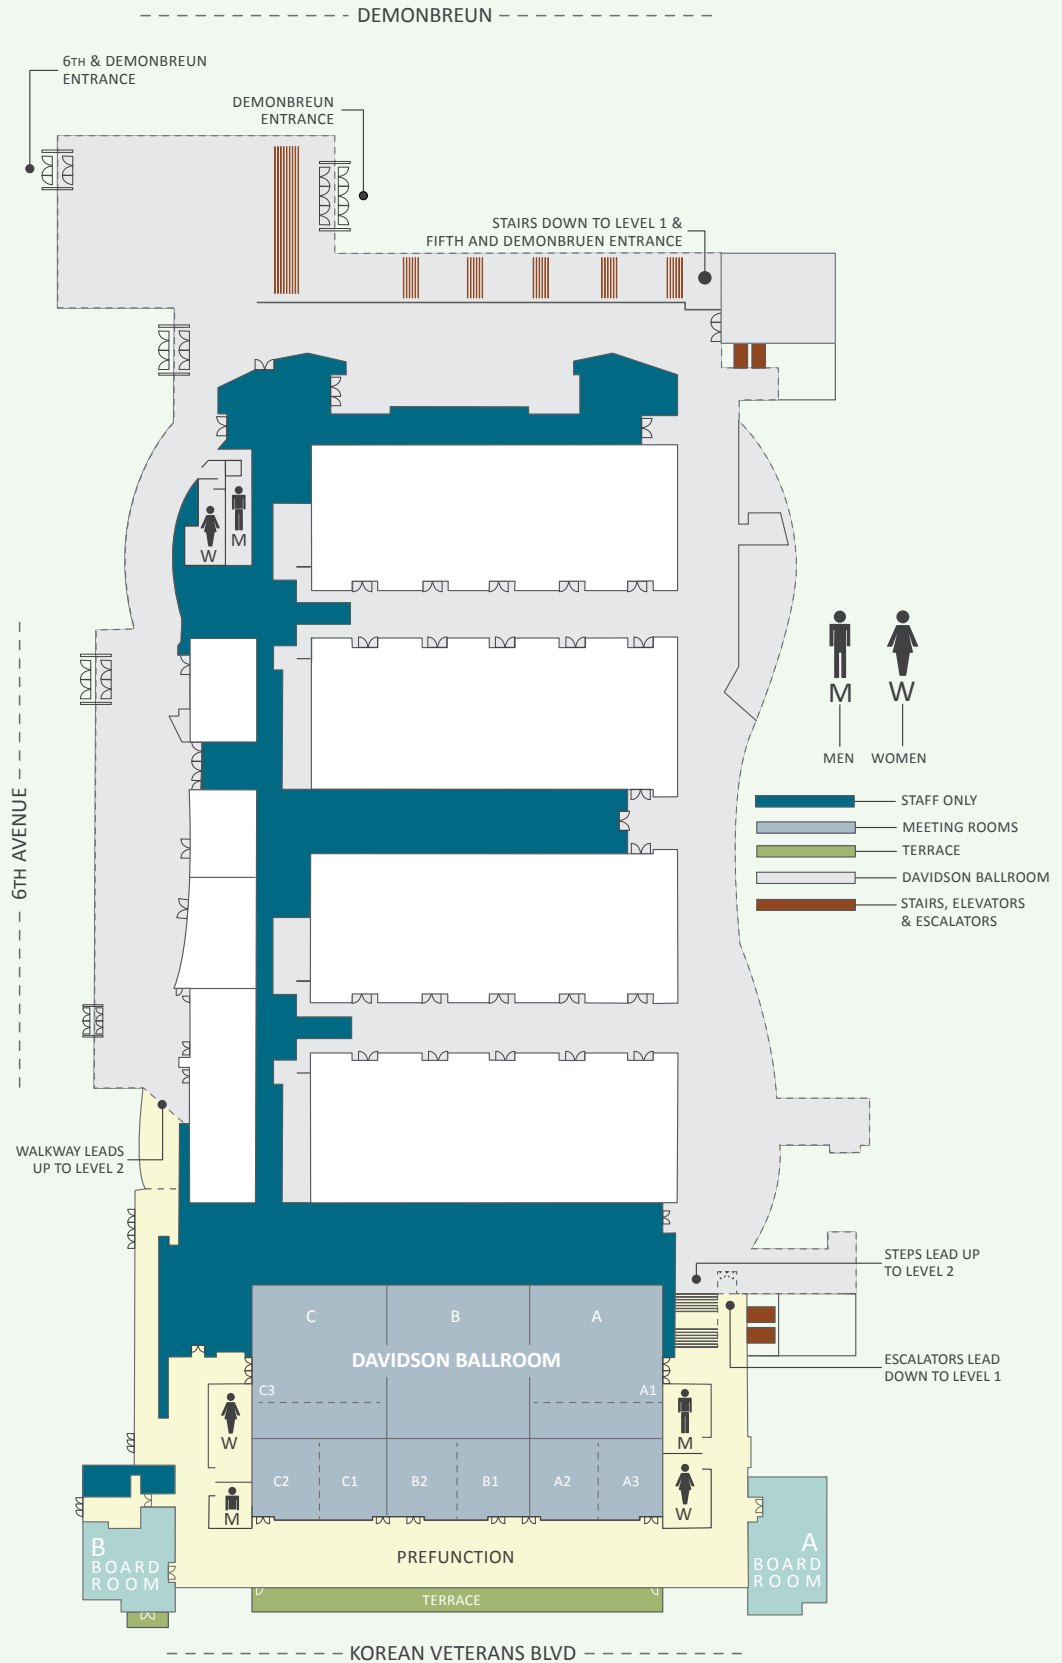 DEMONBREUN
6TH & DEMONBREUN
ENTRANCE
DEMONBREUN
ENTRANCE
STAIRS DOWN TO LEVEL 1 &
FIFTH AND DEMONBRUEN ENTRANCE
W
M
M
W
MEN
WOMEN
STAFF ONLY
MEETING ROOMS
TERRACE
DAVIDSON BALLROOM
STAIRS, ELEVATORS
& ESCALATORS
6TH AVENUE
WALKWAY LEADS
UP TO LEVEL 2
STEPS LEAD UP
TO LEVEL 2
ESCALATORS LEAD
DOWN TO LEVEL 1
C
B
A
DAVIDSON BALLROOM
C3
A1
W
M
C2
C1
B2
B1
A2
A3
M
W
PREFUNCTION
B
BOARD
ROOM
A
BOARD
ROOM
TERRACE
KOREAN VETERANS BLVD